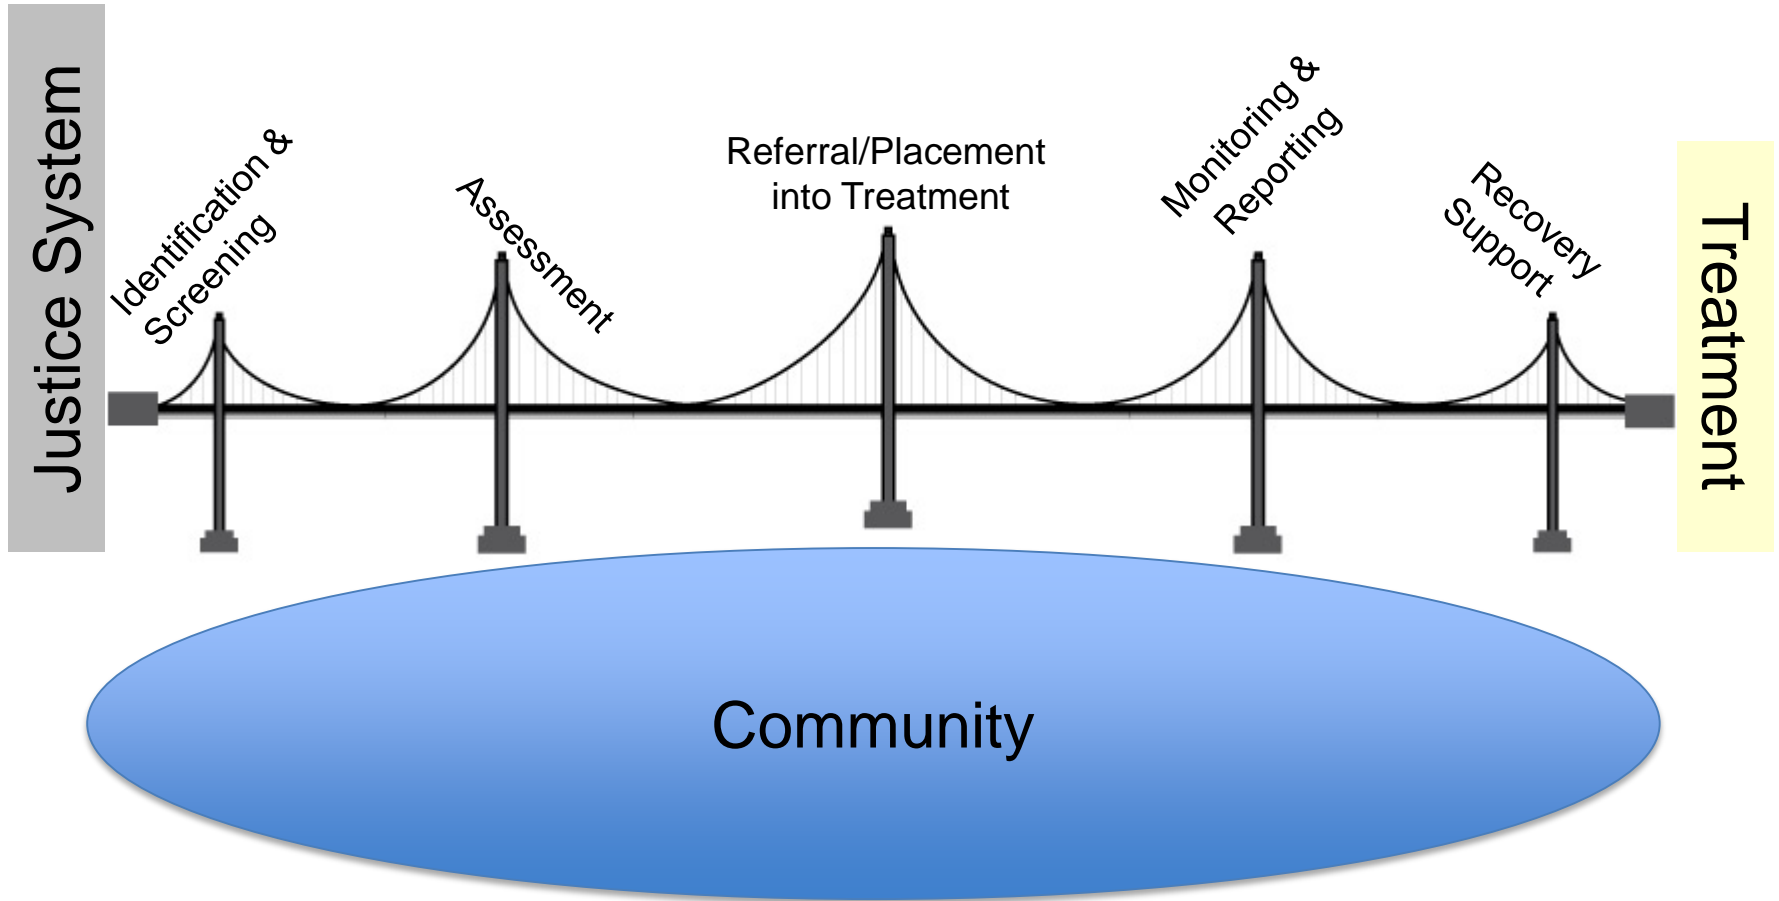 Justice System
Identification &
Screening
Assessment
Referral/Placement
into Treatment
Monitoring &
Reporting
Recovery
Support
Treatment
Community